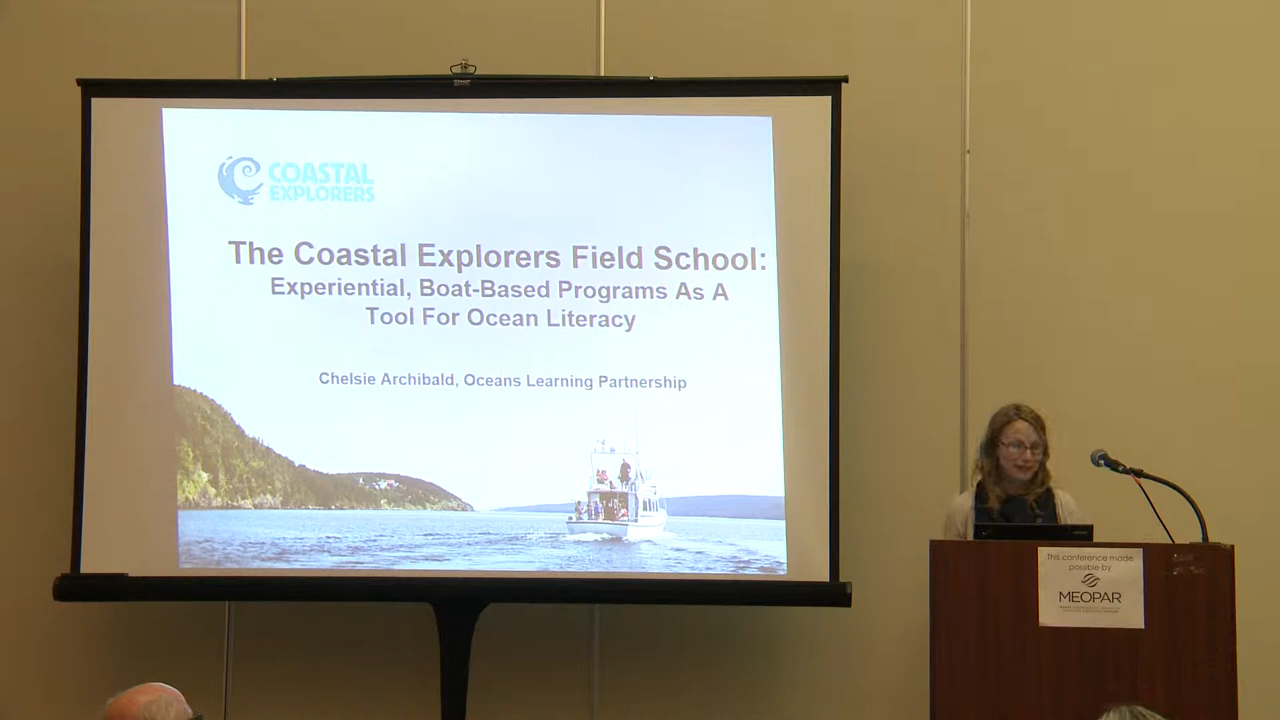 COASTAL
EXPLORERS
The Coastal Explorers Field School:
Experiential, Boat-Based Programs As A
Tool For Ocean Literacy
Chelsie Archibald, Oceans Learning Partnership
This conference made
possible by
MEOPAR